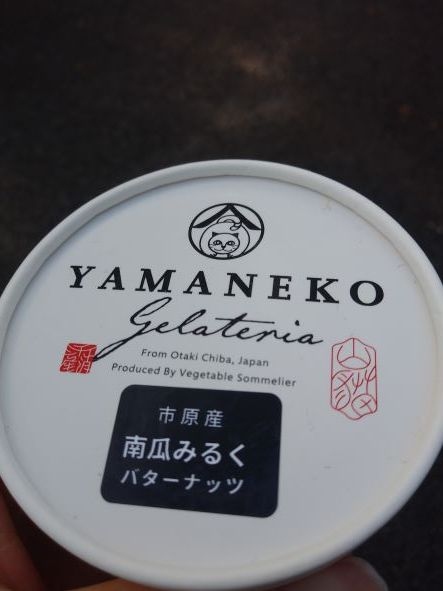 YAMANEKO
Gelateria
From Otaki Chiba, Japan
Produced By Vegetable Sommelier
市原産
南瓜みるく
バターナッツ